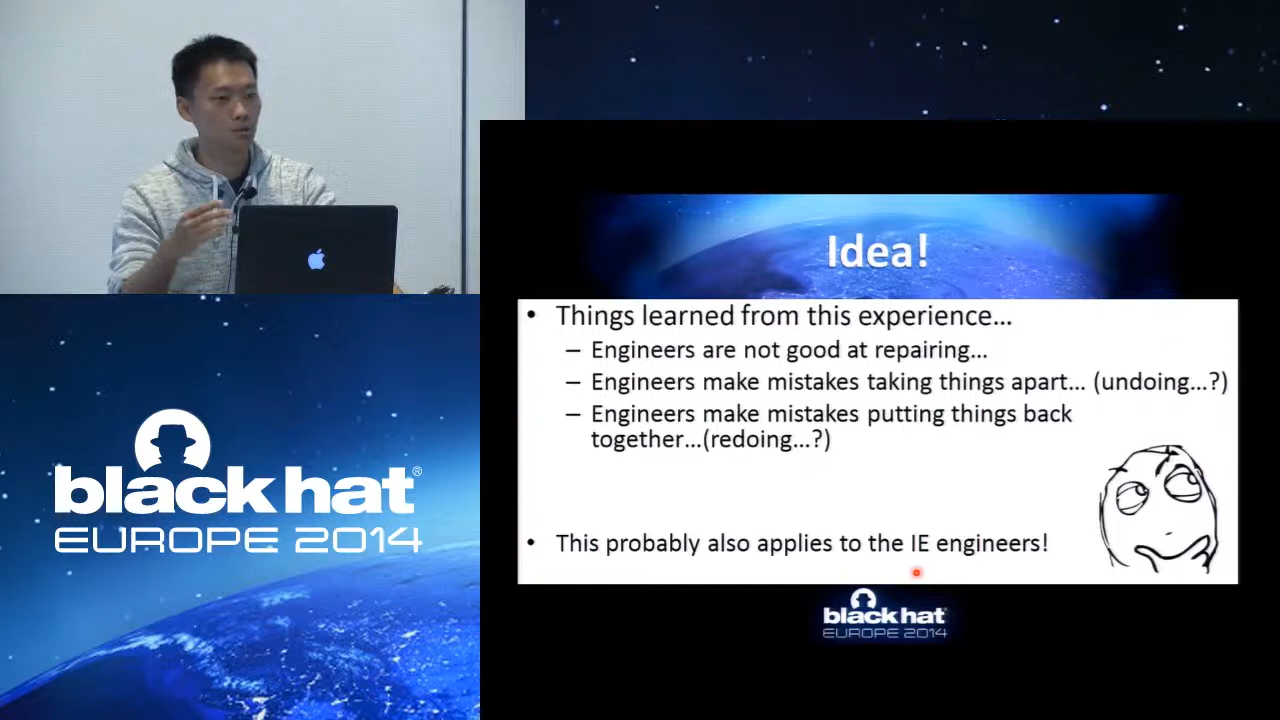 Idea!
• Things learned from this experience...
– Engineers are not good at repairing...
– Engineers make mistakes taking things apart... (undoing...?)
– Engineers make mistakes putting things back
together...(redoing...?)
• This probably also applies to the IE engineers!
black hat®
EUROPE 2014
black hat
EUROPE 2014